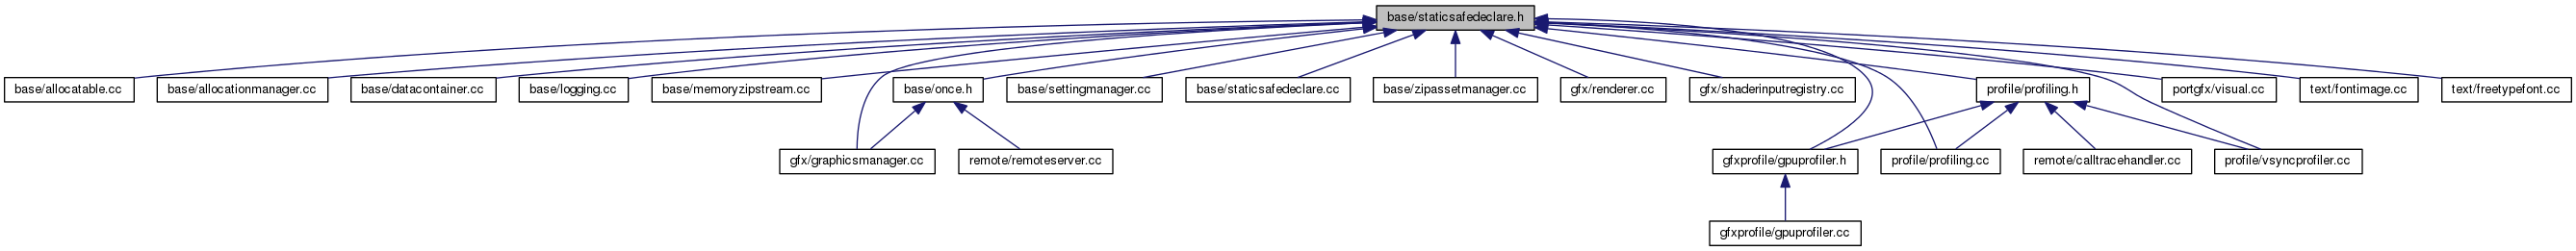 base/staticsafedeclare.h
base/allocatable.cc
base/allocationmanager.cc
base/datacontainer.cc
base/logging.cc
base/memoryzipstream.cc
base/once.h
base/settingmanager.cc
base/staticsafedeclare.cc
base/zipassetmanager.cc
gfx/renderer.cc
gfx/shaderinputregistry.cc
profile/profiling.h
portgfx/visual.cc
text/fontimage.cc
text/freetypefont.cc
gfx/graphicsmanager.cc
remote/remoteserver.cc
gfxprofile/gpuprofiler.h
profile/profiling.cc
remote/calltracehandler.cc
profile/vsyncprofiler.cc
gfxprofile/gpuprofiler.cc